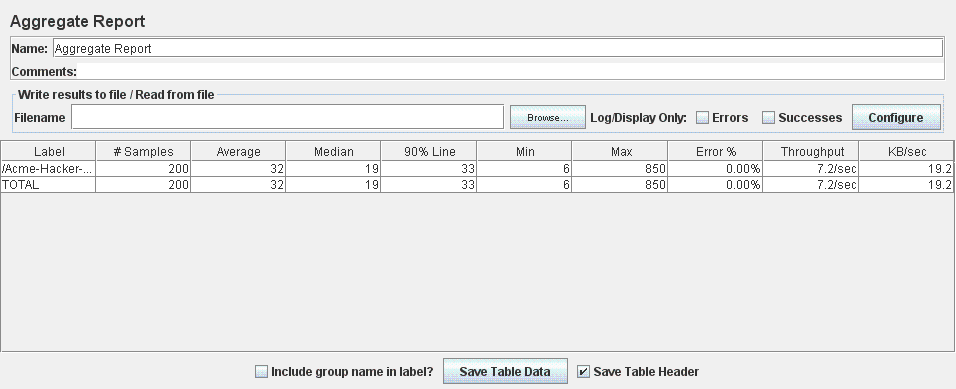 Aggregate Report
Name: Aggregate Report
Comments:
Write results to file / Read from file
Filename Browse... Log/Display Only: Errors Successes Configure
Label # Samples Average Median 90% Line Min Max Error % Throughput KB/sec
/Acme-Hacker-... 200 32 19 33 6 850 0.00% 7.2/sec 19.2
TOTAL 200 32 19 33 6 850 0.00% 7.2/sec 19.2
Include group name in label? Save Table Data Save Table Header